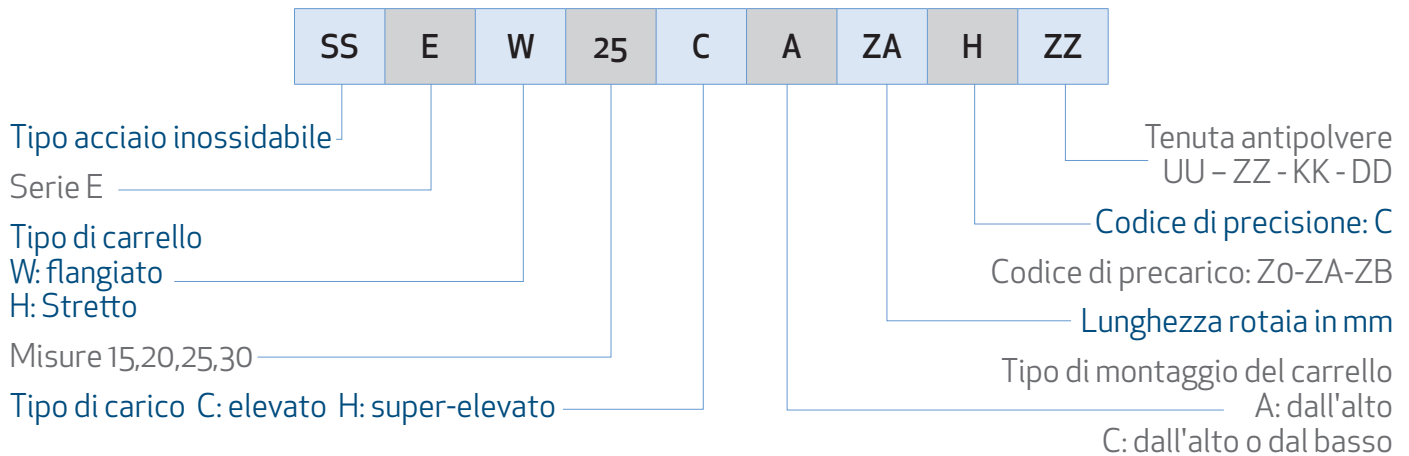 SS E W 25 C A ZA H ZZ
Tipo acciaio inossidabile
Serie E
Tipo di carrello
W: flangiato
H: Stretto
Misure 15,20,25,30
Tipo di carico C: elevato H: super-elevato
Tenuta antipolvere
UU – ZZ - KK - DD
Codice di precisione: C
Codice di precarico: Z0-ZA-ZB
Lunghezza rotaia in mm
Tipo di montaggio del carrello
A: dall'alto
C: dall'alto o dal basso